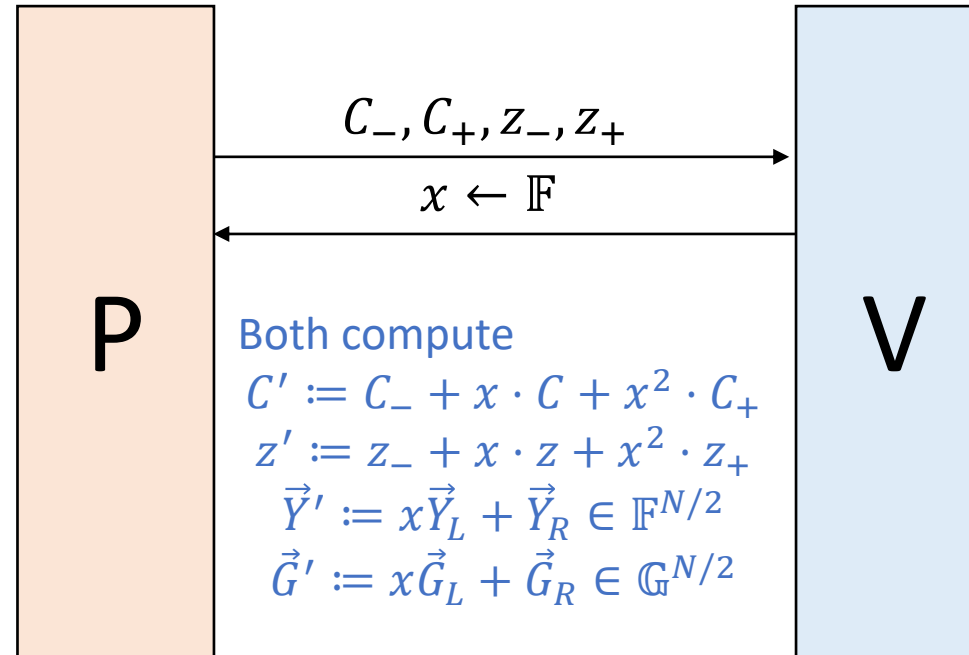 C₋, C₊, z₋, z₊
x ← 𝔽
P
V
Both compute
C′ ≔ C₋ + x · C + x² · C₊
z′ ≔ z₋ + x · z + x² · z₊
Y⃗′ ≔ xY⃗_L + Y⃗_R ∈ 𝔽^{N/2}
G⃗′ ≔ xG⃗_L + G⃗_R ∈ 𝔾^{N/2}